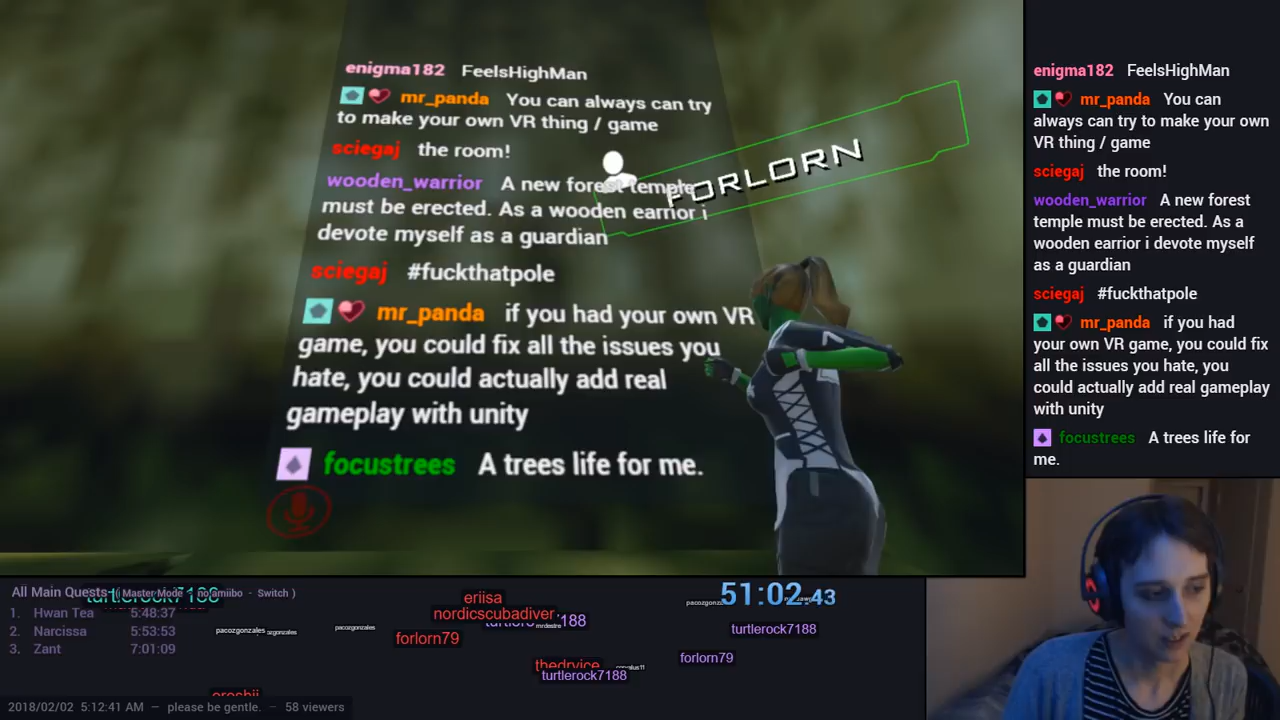 enigma182 FeelsHighMan
mr_panda You can always can try
to make your own VR thing / game
sciegaj the room!
wooden_warrior A new forest temple
must be erected. As a wooden earrior i
devote myself as a guardian
sciegaj #fuckthatpole
mr_panda if you had your own VR
game, you could fix all the issues you
hate, you could actually add real
gameplay with unity
focustrees A trees life for me.
FORLORN
enigma182 FeelsHighMan
mr_panda You can
always can try to make your own
VR thing / game
sciegaj the room!
wooden_warrior A new forest
temple must be erected. As a
wooden earrior i devote myself
as a guardian
sciegaj #fuckthatpole
mr_panda if you had
your own VR game, you could fix
all the issues you hate, you
could actually add real gameplay
with unity
focustrees A trees life for
me.
All Main Quests ( Master Mode - no amiibo - Switch )
turtlerock7188
1. Hwan Tea 5:48:37
2. Narcissa 5:53:53
3. Zant 7:01:09
pacozgonzales
pacozgonzales
eriisa
nordicscubadiver
forlorn79
thedrvice
turtlerock7188
51:02.43
turtlerock7188
forlorn79
2018/02/02 5:12:41 AM — please be gentle. — 58 viewers